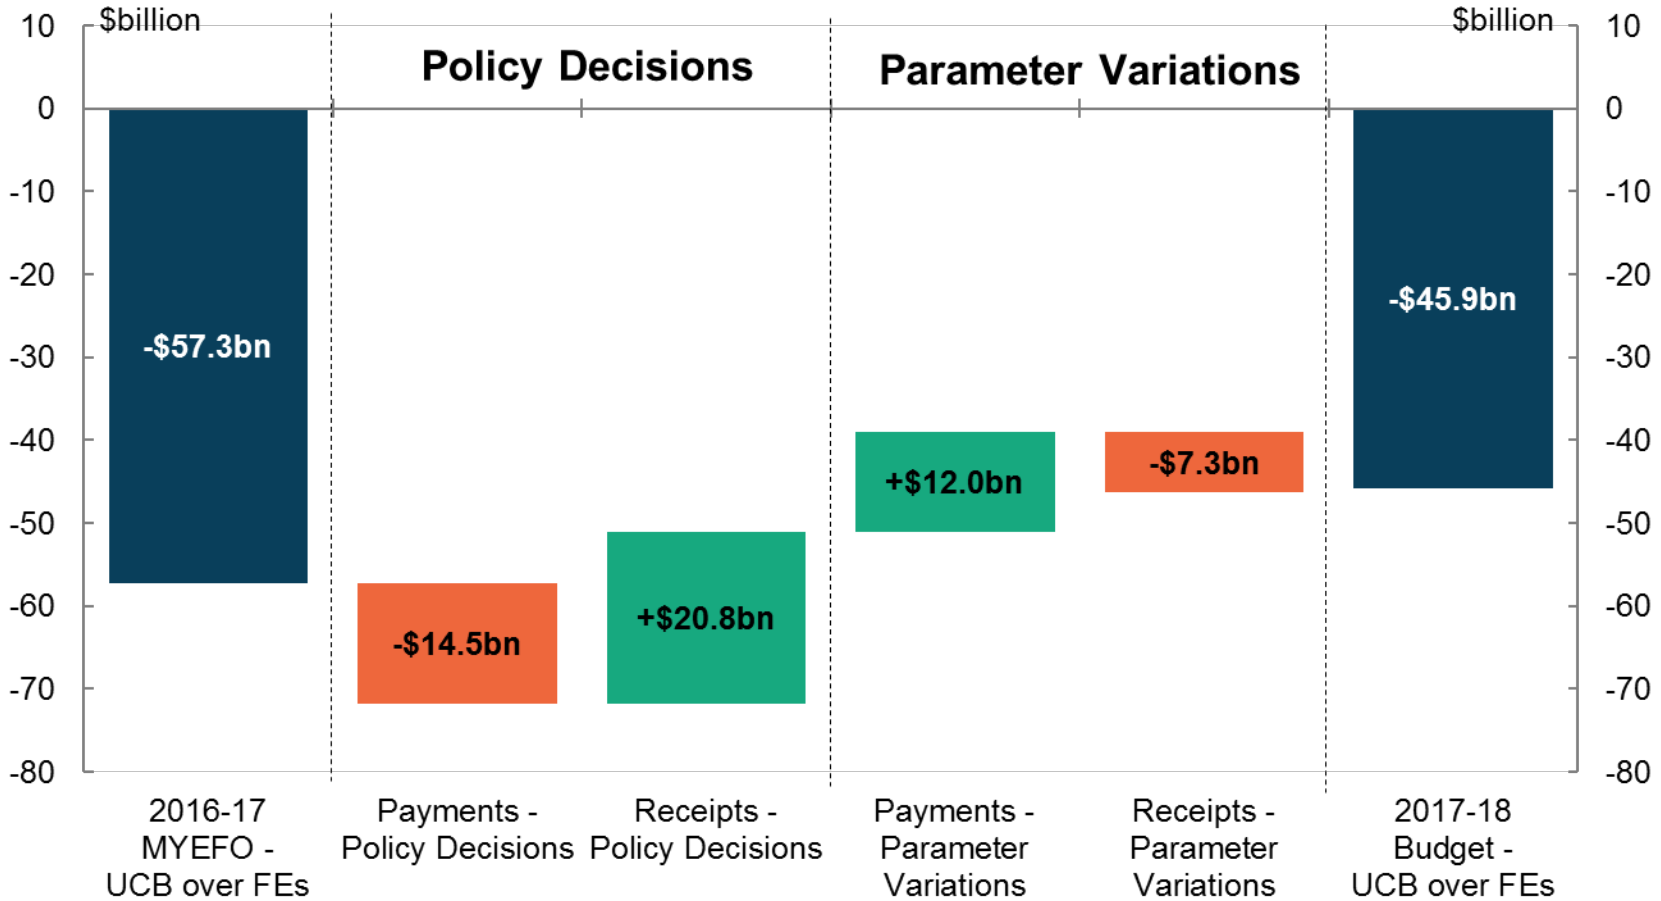 $billion
$billion
Policy Decisions
Parameter Variations
10
0
-10
-20
-30
-40
-50
-60
-70
-80
-$57.3bn
-$14.5bn
+$20.8bn
+$12.0bn
-$7.3bn
-$45.9bn
10
0
-10
-20
-30
-40
-50
-60
-70
-80
2016-17
MYEFO -
UCB over FEs
Payments -
Policy Decisions
Receipts -
Policy Decisions
Payments -
Parameter
Variations
Receipts -
Parameter
Variations
2017-18
Budget -
UCB over FEs